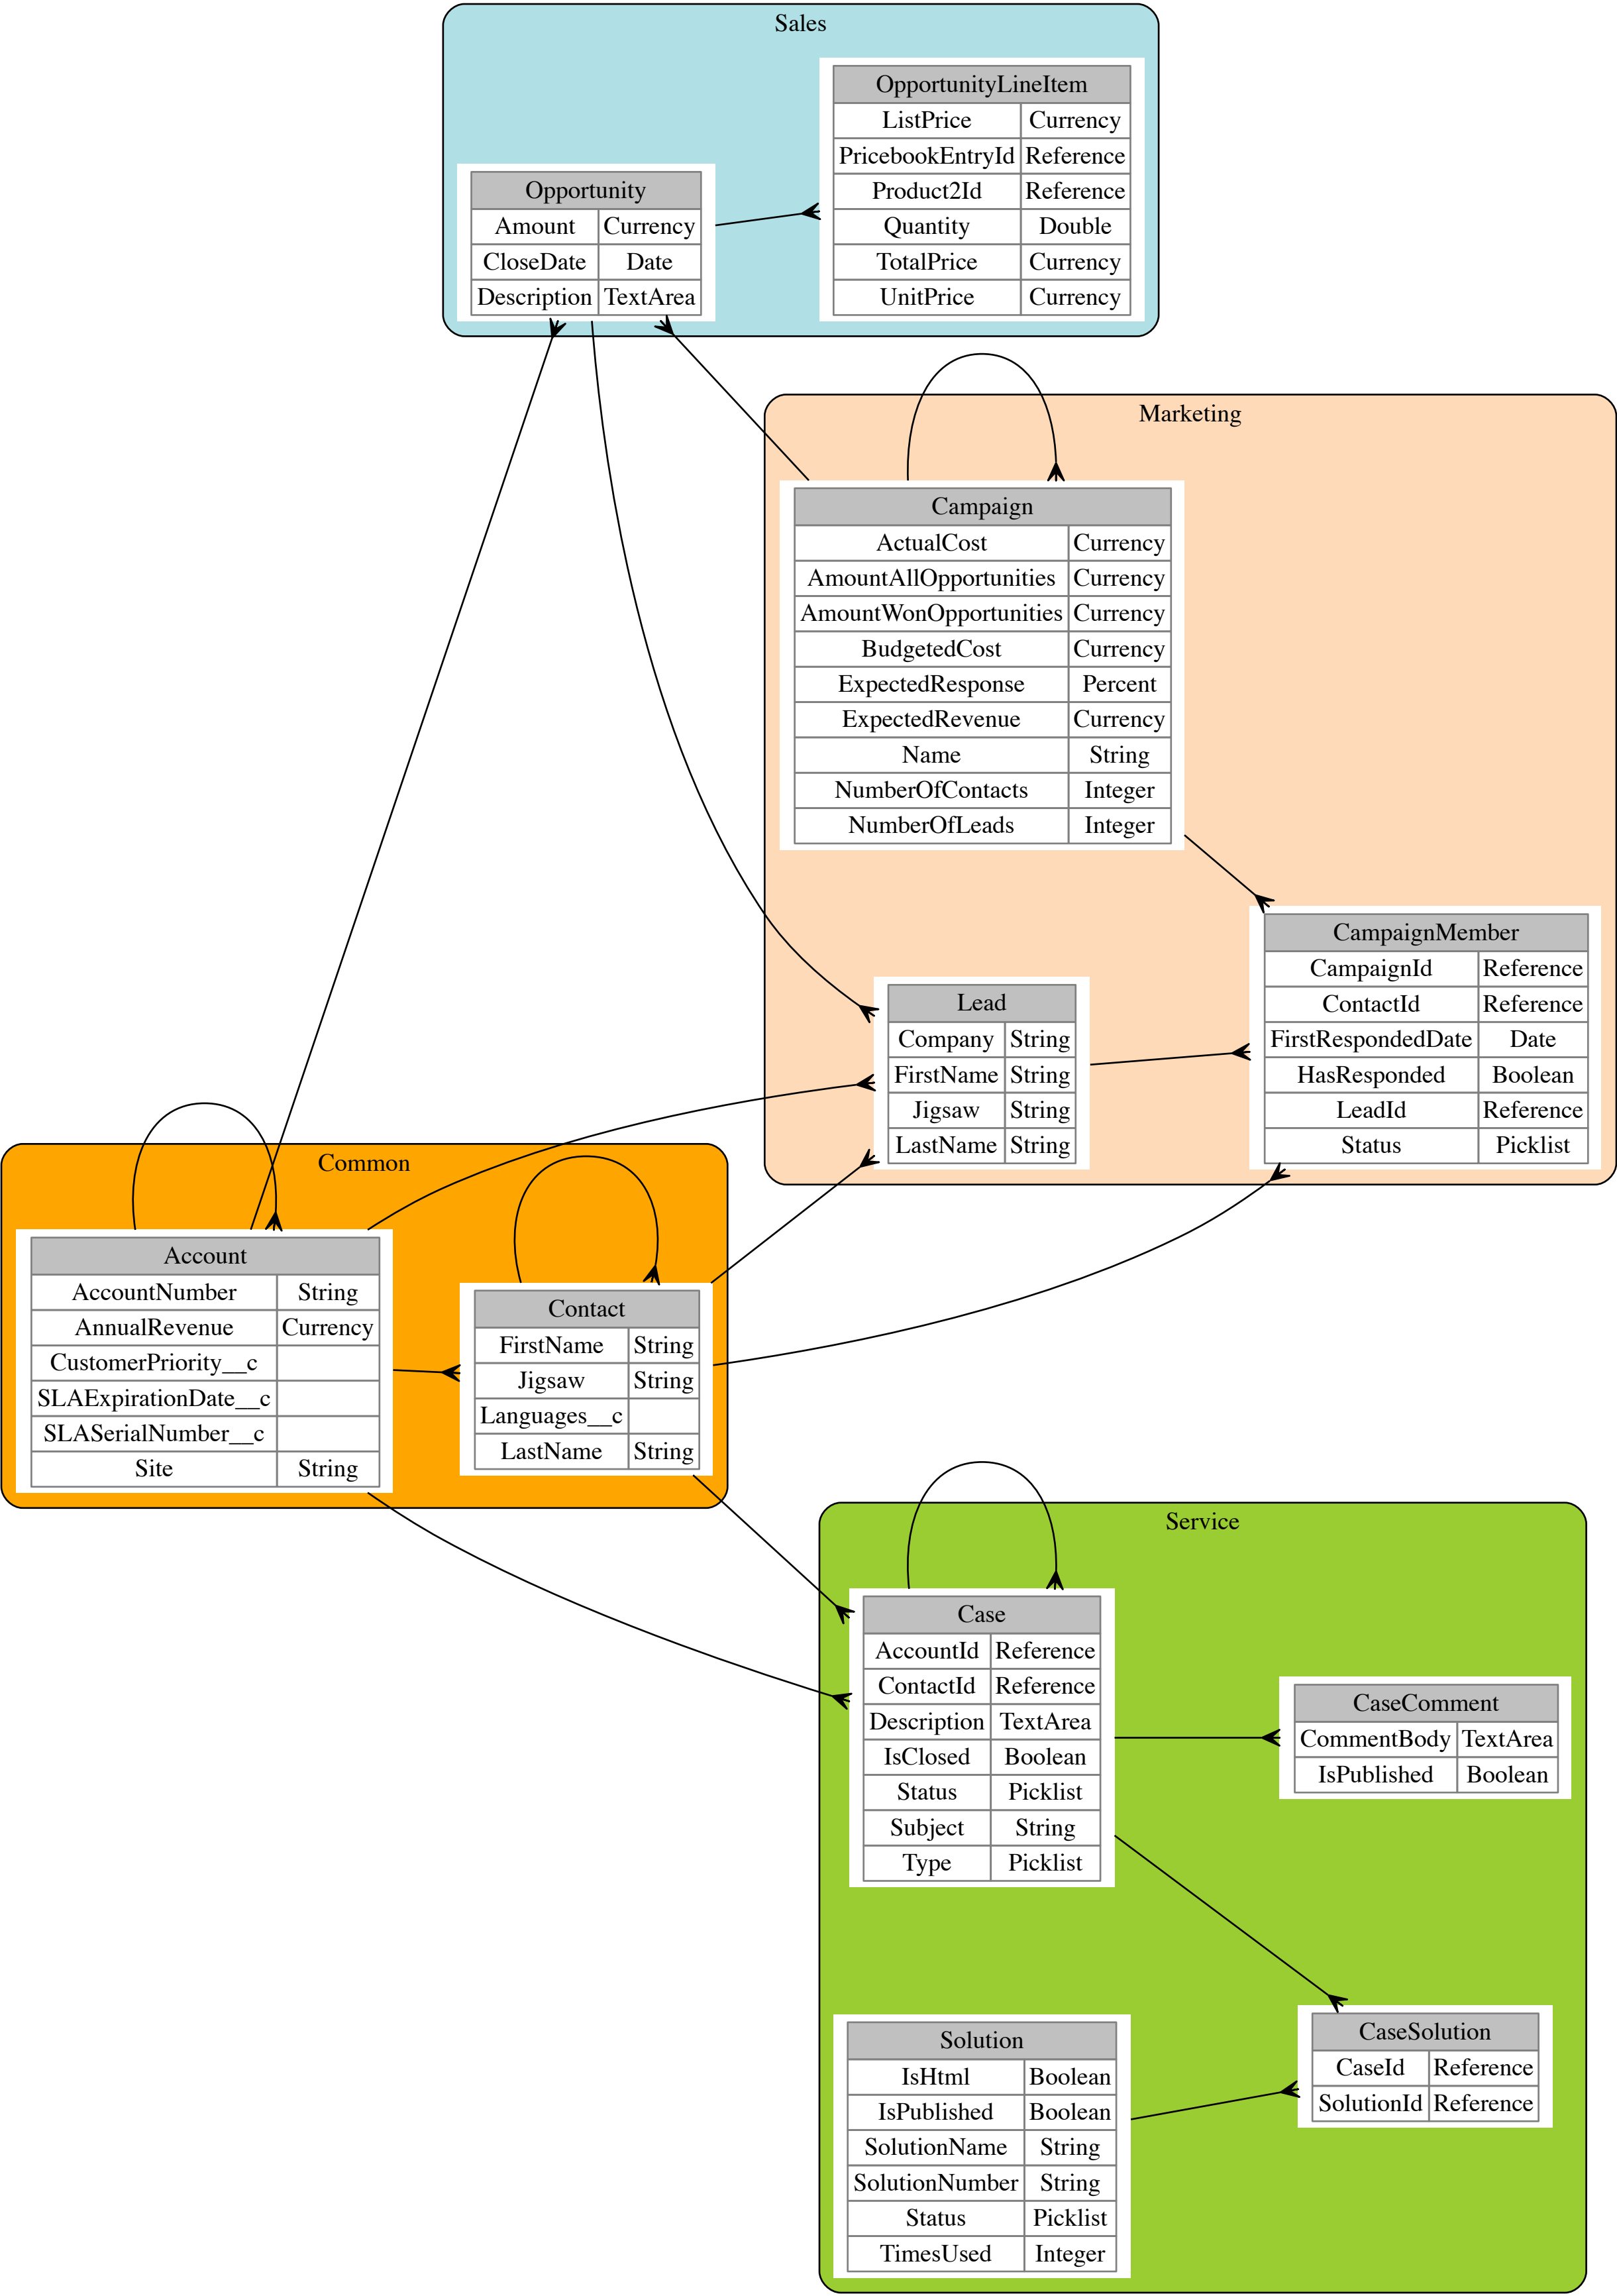 Sales
OpportunityLineItem
ListPrice Currency
PricebookEntryId Reference
Product2Id Reference
Quantity Double
TotalPrice Currency
UnitPrice Currency
Opportunity
Amount Currency
CloseDate Date
Description TextArea
Marketing
Campaign
ActualCost Currency
AmountAllOpportunities Currency
AmountWonOpportunities Currency
BudgetedCost Currency
ExpectedResponse Percent
ExpectedRevenue Currency
Name String
NumberOfContacts Integer
NumberOfLeads Integer
CampaignMember
CampaignId Reference
ContactId Reference
FirstRespondedDate Date
HasResponded Boolean
LeadId Reference
Status Picklist
Lead
Company String
FirstName String
Jigsaw String
LastName String
Common
Account
AccountNumber String
AnnualRevenue Currency
CustomerPriority__c
SLAExpirationDate__c
SLASerialNumber__c
Site String
Contact
FirstName String
Jigsaw String
Languages__c
LastName String
Service
Case
AccountId Reference
ContactId Reference
Description TextArea
IsClosed Boolean
Status Picklist
Subject String
Type Picklist
CaseComment
CommentBody TextArea
IsPublished Boolean
Solution
IsHtml Boolean
IsPublished Boolean
SolutionName String
SolutionNumber String
Status Picklist
TimesUsed Integer
CaseSolution
CaseId Reference
SolutionId Reference